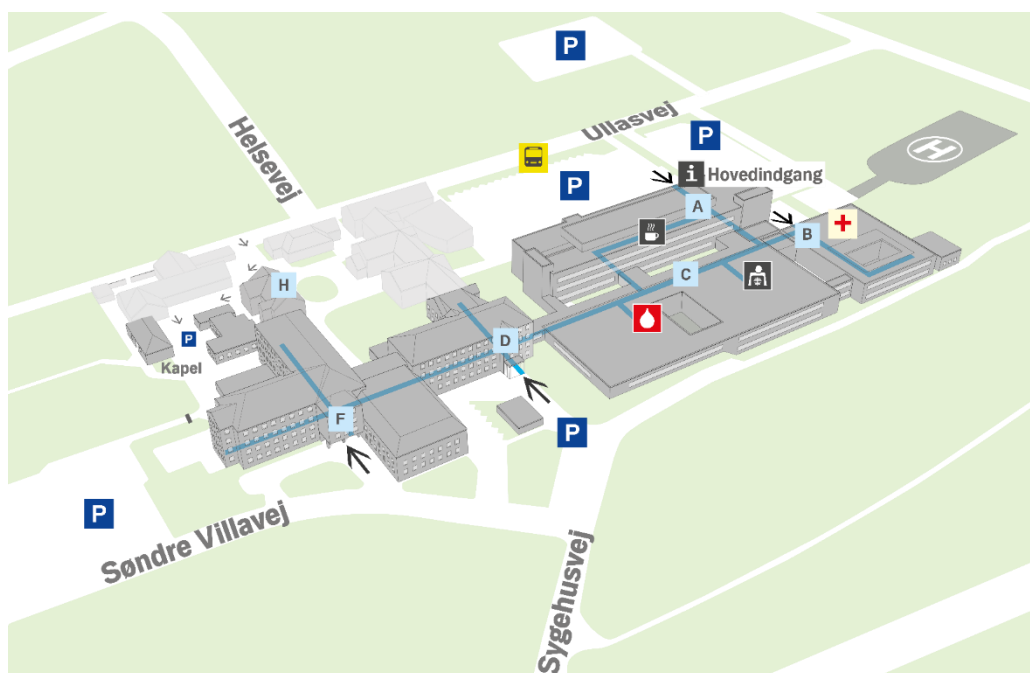 P
Helsevej
Ullasvej
P
P
i Hovedindgang
H
A
B
C
H
D
P
Kapel
F
P
P
Søndre Villavej
Sygehusvej